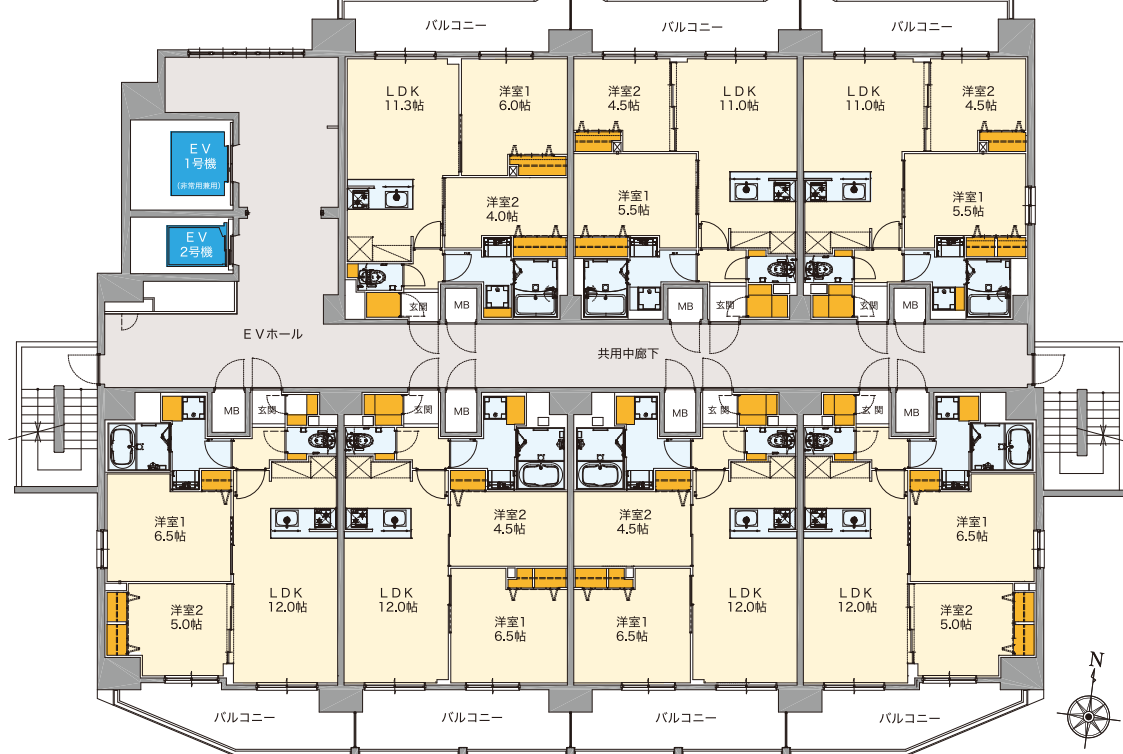 バルコニー
バルコニー
バルコニー
LDK
11.3帖
洋室1
6.0帖
洋室2
4.5帖
LDK
11.0帖
LDK
11.0帖
洋室2
4.5帖
EV
1号機
(非常用兼用)
洋室2
4.0帖
洋室1
5.5帖
洋室1
5.5帖
EV
2号機
玄関
MB
MB
玄関
玄関
MB
EVホール
共用中廊下
MB
玄関
玄関
MB
MB
玄関
玄関
MB
洋室1
6.5帖
洋室2
4.5帖
洋室2
4.5帖
洋室1
6.5帖
LDK
12.0帖
LDK
12.0帖
LDK
12.0帖
LDK
12.0帖
洋室2
5.0帖
洋室1
6.5帖
洋室1
6.5帖
洋室2
5.0帖
N
バルコニー
バルコニー
バルコニー
バルコニー